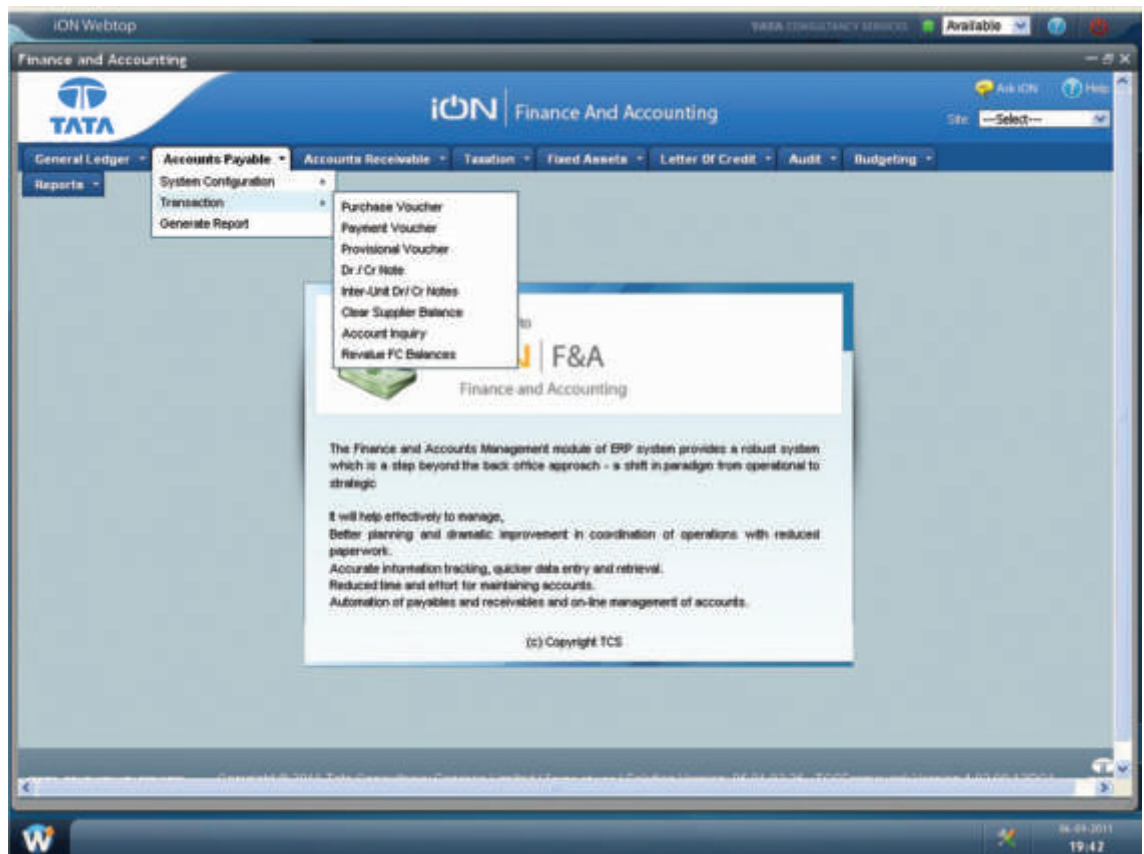 iON Webtop
TATA CONSULTANCY SERVICES
Available
Finance and Accounting
TATA
iON | Finance And Accounting
Ask iON
Help
Site ---Select---
General Ledger
Accounts Payable
Accounts Receivable
Taxation
Fixed Assets
Letter Of Credit
Audit
Budgeting
Reports
System Configuration
Transaction
Generate Report
Purchase Voucher
Payment Voucher
Provisional Voucher
Dr / Cr Note
Inter-Unit Dr/ Cr Notes
Clear Supplier Balance
Account Inquiry
Revalue FC Balances
to
F&A
Finance and Accounting
The Finance and Accounts Management module of ERP system provides a robust system
which is a step beyond the back office approach - a shift in paradigm from operational to
strategic
It will help effectively to manage,
Better planning and dramatic improvement in coordination of operations with reduced
paperwork.
Accurate information tracking, quicker data entry and retrieval.
Reduced time and effort for maintaining accounts.
Automation of payables and receivables and on-line management of accounts.
(c) Copyright TCS
W
06-09-2011
19:42